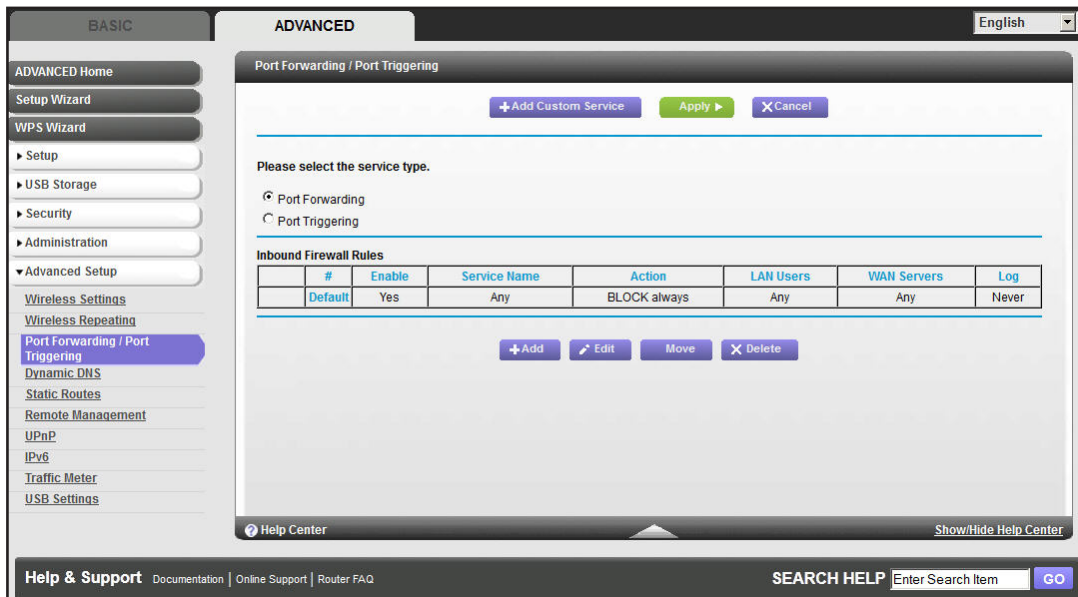 BASIC
ADVANCED
English
ADVANCED Home
Setup Wizard
WPS Wizard
Setup
USB Storage
Security
Administration
Advanced Setup
Wireless Settings
Wireless Repeating
Port Forwarding / Port
Triggering
Dynamic DNS
Static Routes
Remote Management
UPnP
IPv6
Traffic Meter
USB Settings
Port Forwarding / Port Triggering
Add Custom Service Apply Cancel
Please select the service type.
Port Forwarding
Port Triggering
Inbound Firewall Rules
# Enable Service Name Action LAN Users WAN Servers Log
Default Yes Any BLOCK always Any Any Never
Add Edit Move Delete
Help Center Show/Hide Help Center
Help & Support Documentation | Online Support | Router FAQ SEARCH HELP Enter Search Item GO